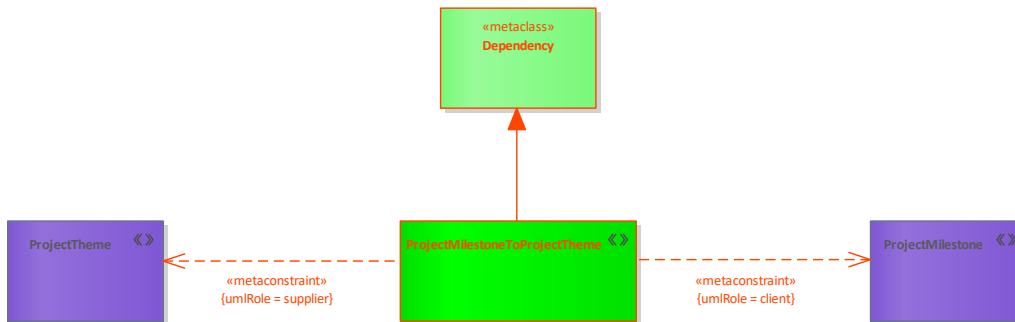 «metaclass»
Dependency
ProjectTheme «»
ProjectMilestoneToProjectTheme «»
ProjectMilestone «»
«metaconstraint»
{umlRole = supplier}
«metaconstraint»
{umlRole = client}